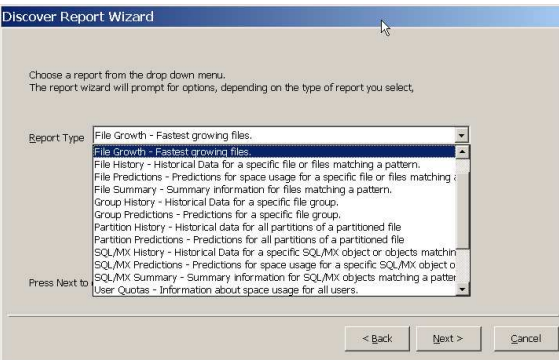 Discover Report Wizard
Choose a report from the drop down menu.
The report wizard will prompt for options, depending on the type of report you select,
Report Type
File Growth - Fastest growing files.
File Growth - Fastest growing files.
File History - Historical Data for a specific file or files matching a pattern.
File Predictions - Predictions for space usage for a specific file or files matching
File Summary - Summary information for files matching a pattern.
Group History - Historical Data for a specific file group.
Group Predictions - Predictions for a specific file group.
Partition History - Historical data for all partitions of a partitioned file
Partition Predictions - Predictions for all partitions of a partitioned file
SQL/MX History - Historical Data for a specific SQL/MX object or objects matchin
SQL/MX Predictions - Predictions for space usage for a specific SQL/MX object o
SQL/MX Summary - Summary information for SQL/MX objects matching a patter
User Quotas - Information about space usage for all users.
Press Next to
< Back
Next >
Cancel